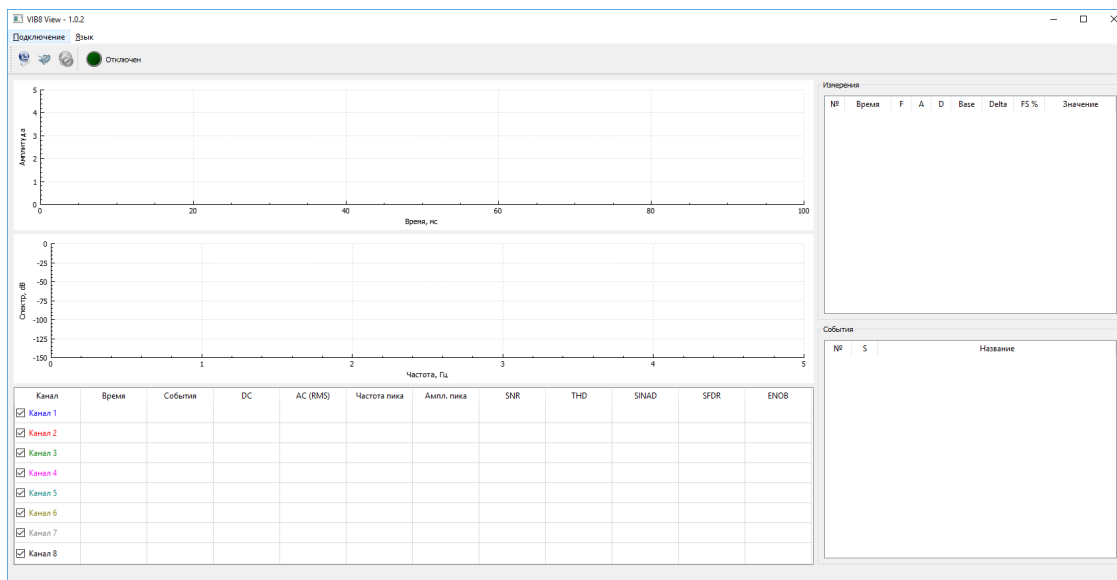 VIB8 View - 1.0.2
Подключение Язык
Отключен
Амплитуда
5
4
3
2
1
0
0 20 40 60 80 100
Время, мс
Спектр, dB
0
-25
-50
-75
-100
-125
-150
0 1 2 3 4 5
Частота, Гц
Канал Время События DC AC (RMS) Частота пика Ампл. пика SNR THD SINAD SFDR ENOB
Канал 1
Канал 2
Канал 3
Канал 4
Канал 5
Канал 6
Канал 7
Канал 8
Измерения
№ Время F A D Base Delta FS % Значение
События
№ S Название